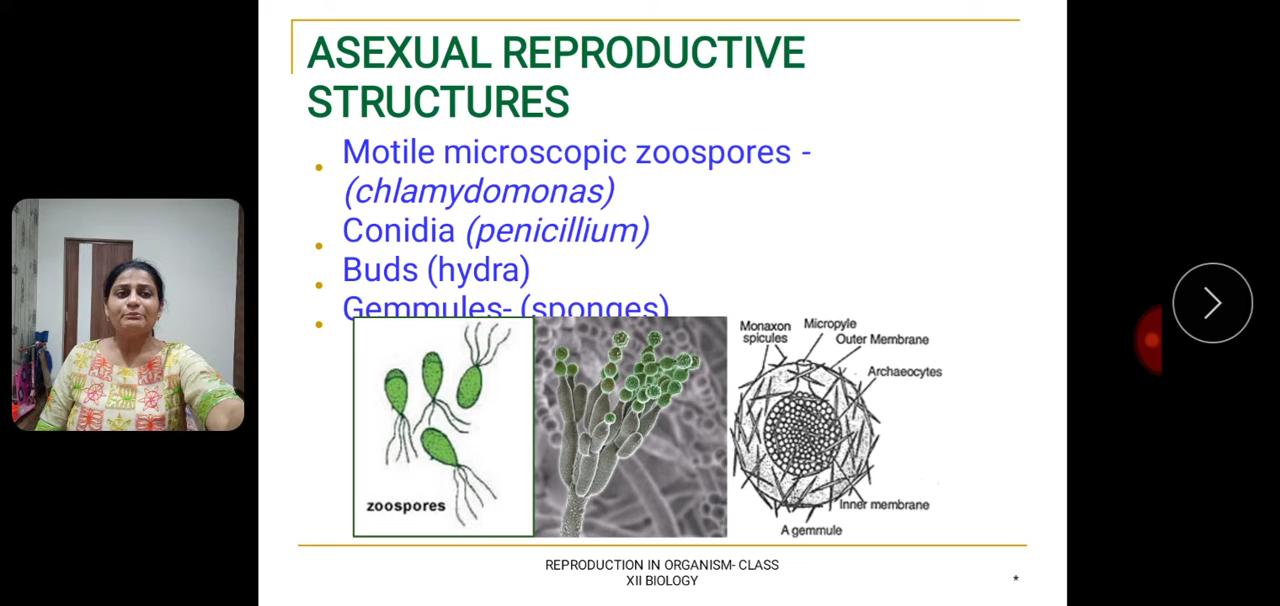 ASEXUAL REPRODUCTIVE
STRUCTURES
• Motile microscopic zoospores -
(chlamydomonas)
• Conidia (penicillium)
• Buds (hydra)
• Gemmules- (sponges)
zoospores
Monaxon
spicules
Micropyle
Outer Membrane
Archaeocytes
Inner membrane
A gemmule
REPRODUCTION IN ORGANISM- CLASS
XII BIOLOGY
*